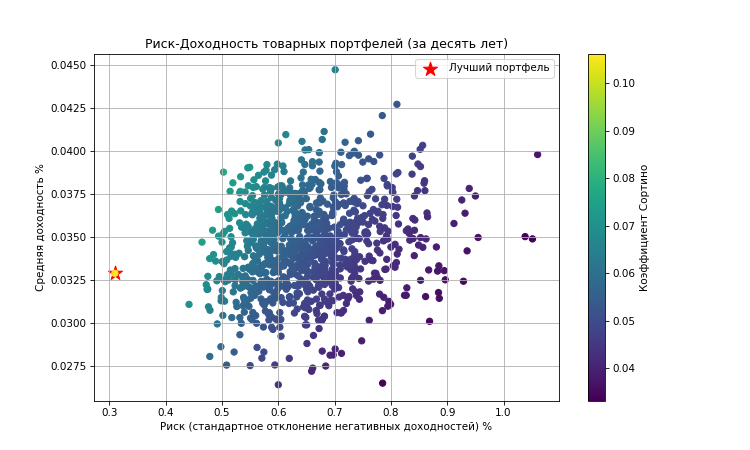 Риск-Доходность товарных портфелей (за десять лет)
Лучший портфель
Средняя доходность %
0.0450
0.0425
0.0400
0.0375
0.0350
0.0325
0.0300
0.0275
0.3 0.4 0.5 0.6 0.7 0.8 0.9 1.0
Риск (стандартное отклонение негативных доходностей) %
0.10
0.09
0.08
0.07
0.06
0.05
0.04
Коэффициент Сортино